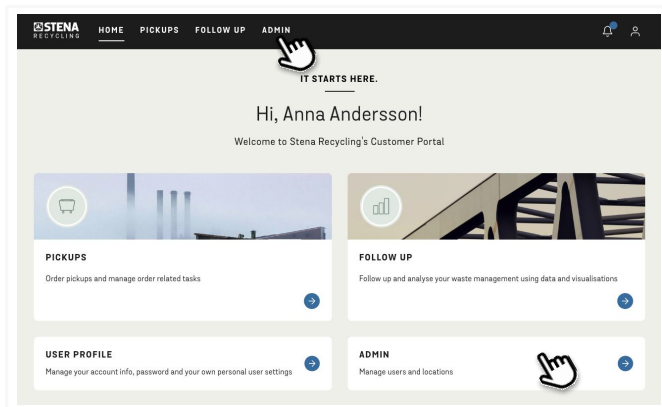 STENA
RECYCLING
HOME PICKUPS FOLLOW UP ADMIN
IT STARTS HERE.
Hi, Anna Andersson!
Welcome to Stena Recycling's Customer Portal
PICKUPS
Order pickups and manage order related tasks
FOLLOW UP
Follow up and analyse your waste management using data and visualisations
USER PROFILE
Manage your account info, password and your own personal user settings
ADMIN
Manage users and locations